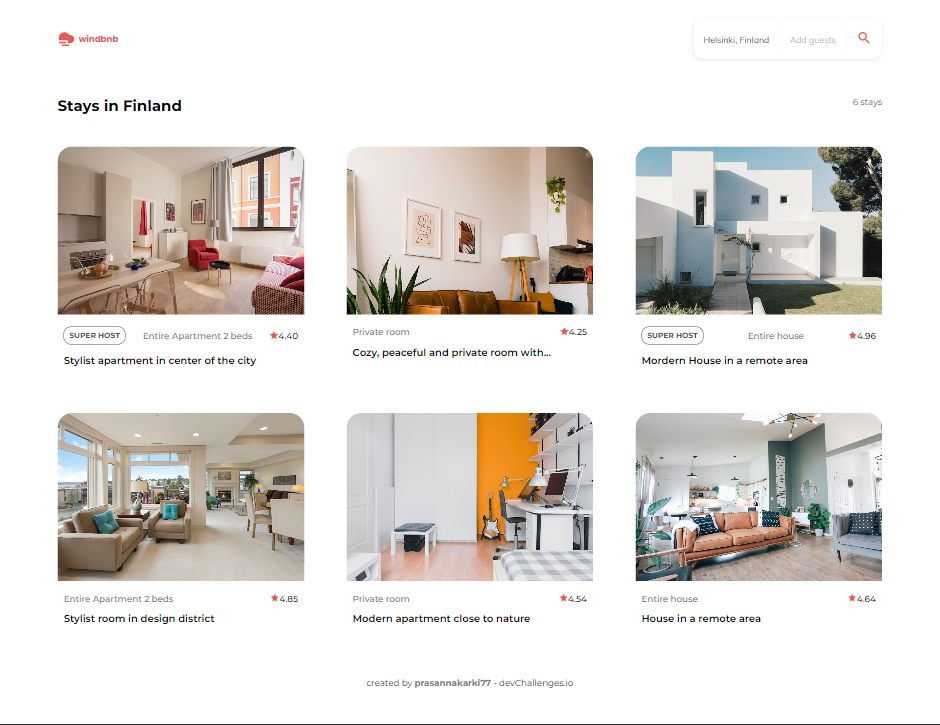 windbnb
Helsinki, Finland
Add guests
Stays in Finland
6 stays
SUPER HOST
Entire Apartment 2 beds
4.40
Stylist apartment in center of the city
Private room
4.25
Cozy, peaceful and private room with...
SUPER HOST
Entire house
4.96
Mordern House in a remote area
Entire Apartment 2 beds
4.85
Stylist room in design district
Private room
4.54
Modern apartment close to nature
Entire house
4.64
House in a remote area
created by prasannakarki77 - devChallenges.io